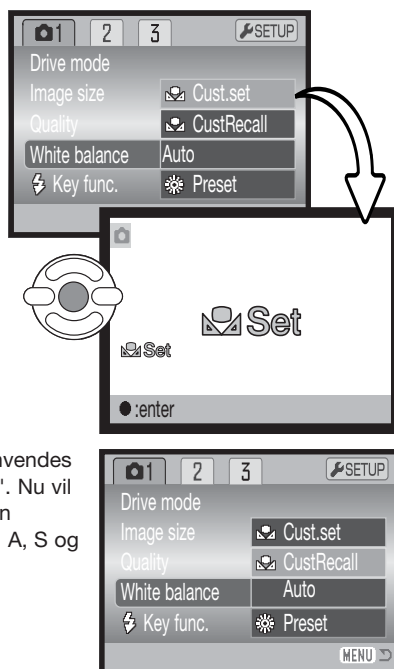 1 2 3 SETUP
Drive mode
Image size Cust.set
Quality CustRecall
White balance Auto
Key func. Preset
Set
Set
:enter
nvendes
". Nu vil
n
A, S og
1 2 3 SETUP
Drive mode
Image size Cust.set
Quality CustRecall
White balance Auto
Key func. Preset
MENU